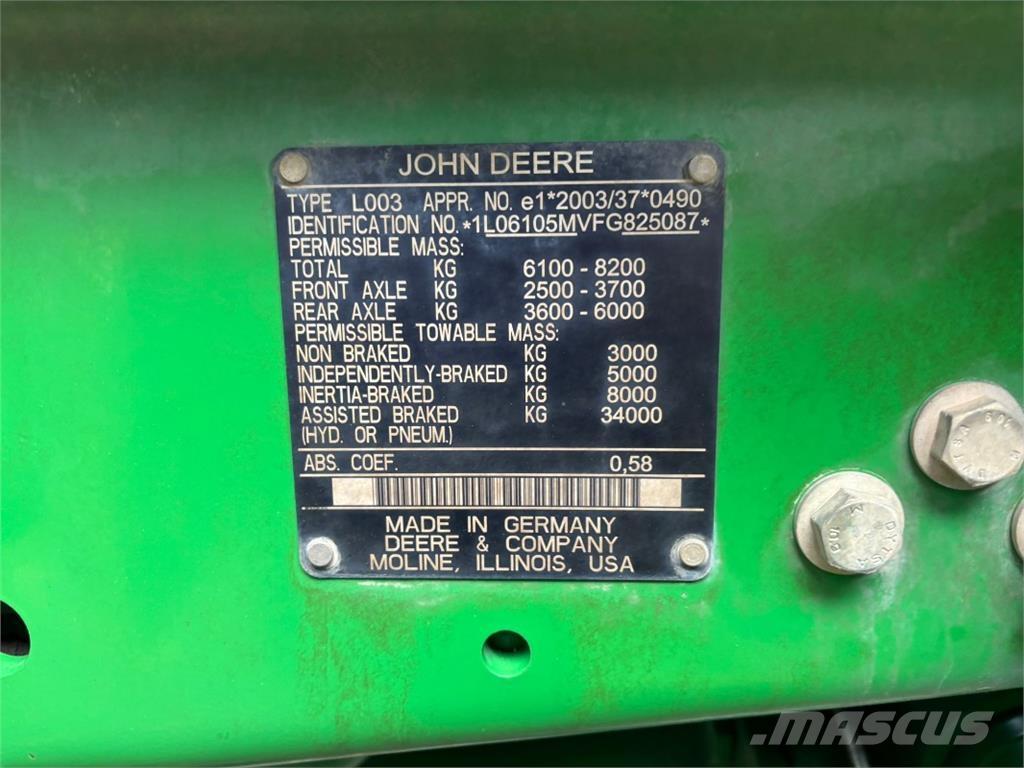 JOHN DEERE
TYPE L003 APPR. NO. e1*2003/37*0490
IDENTIFICATION NO. *1L06105MVFG825087*
PERMISSIBLE MASS:
TOTAL KG 6100 - 8200
FRONT AXLE KG 2500 - 3700
REAR AXLE KG 3600 - 6000
PERMISSIBLE TOWABLE MASS:
NON BRAKED KG 3000
INDEPENDENTLY-BRAKED KG 5000
INERTIA-BRAKED KG 8000
ASSISTED BRAKED KG 34000
(HYD. OR PNEUM.)
ABS. COEF. 0,58
MADE IN GERMANY
DEERE & COMPANY
MOLINE, ILLINOIS, USA
MASCUS